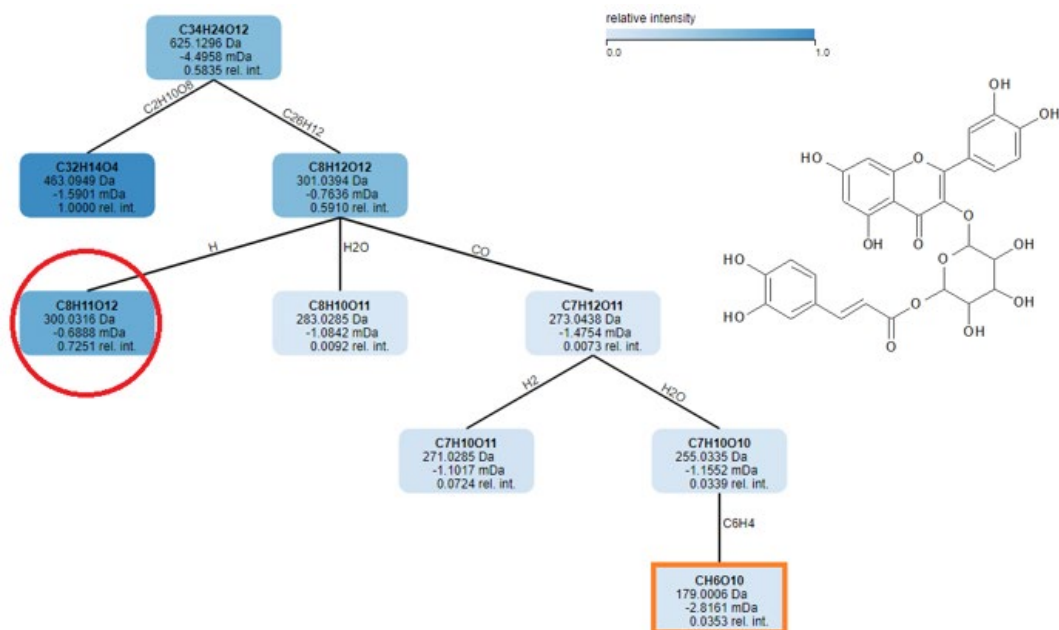 C34H24O12
625.1296 Da
-4.4958 mDa
0.5835 rel. int.
relative intensity
0.0 1.0
C2H10O8
C26H12
C32H14O4
463.0949 Da
-1.5901 mDa
1.0000 rel. int.
C8H12O12
301.0394 Da
-0.7636 mDa
0.5910 rel. int.
H
H2O
CO
C8H11O12
300.0316 Da
-0.6888 mDa
0.7251 rel. int.
C8H10O11
283.0285 Da
-1.0842 mDa
0.0092 rel. int.
C7H12O11
273.0438 Da
-1.4754 mDa
0.0073 rel. int.
H2
H2O
C7H10O11
271.0285 Da
-1.1017 mDa
0.0724 rel. int.
C7H10O10
255.0335 Da
-1.1552 mDa
0.0339 rel. int.
C6H4
CH6O10
179.0006 Da
-2.8161 mDa
0.0353 rel. int.
OH
OH
HO
O
OH
O
O
HO
HO
O
O
O
OH
OH
OH